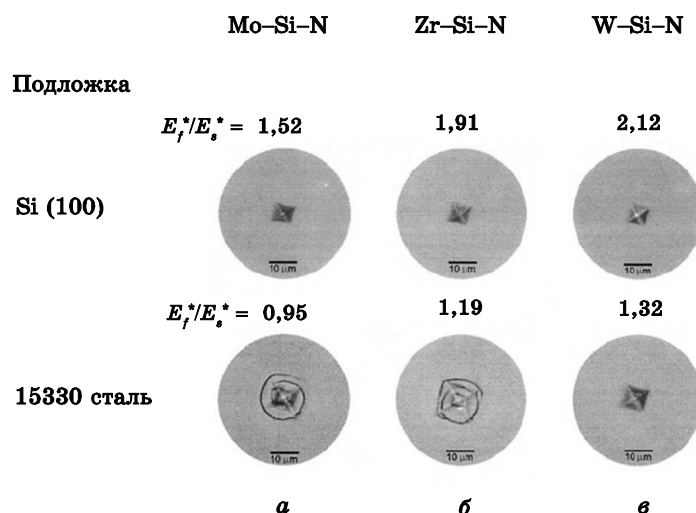 Mo–Si–N Zr–Si–N W–Si–N
Подложка
E_f*/E_s* = 1,52 1,91 2,12
Si (100)
10 μm 10 μm 10 μm
E_f*/E_s* = 0,95 1,19 1,32
15330 сталь
10 μm 10 μm 10 μm
а б в